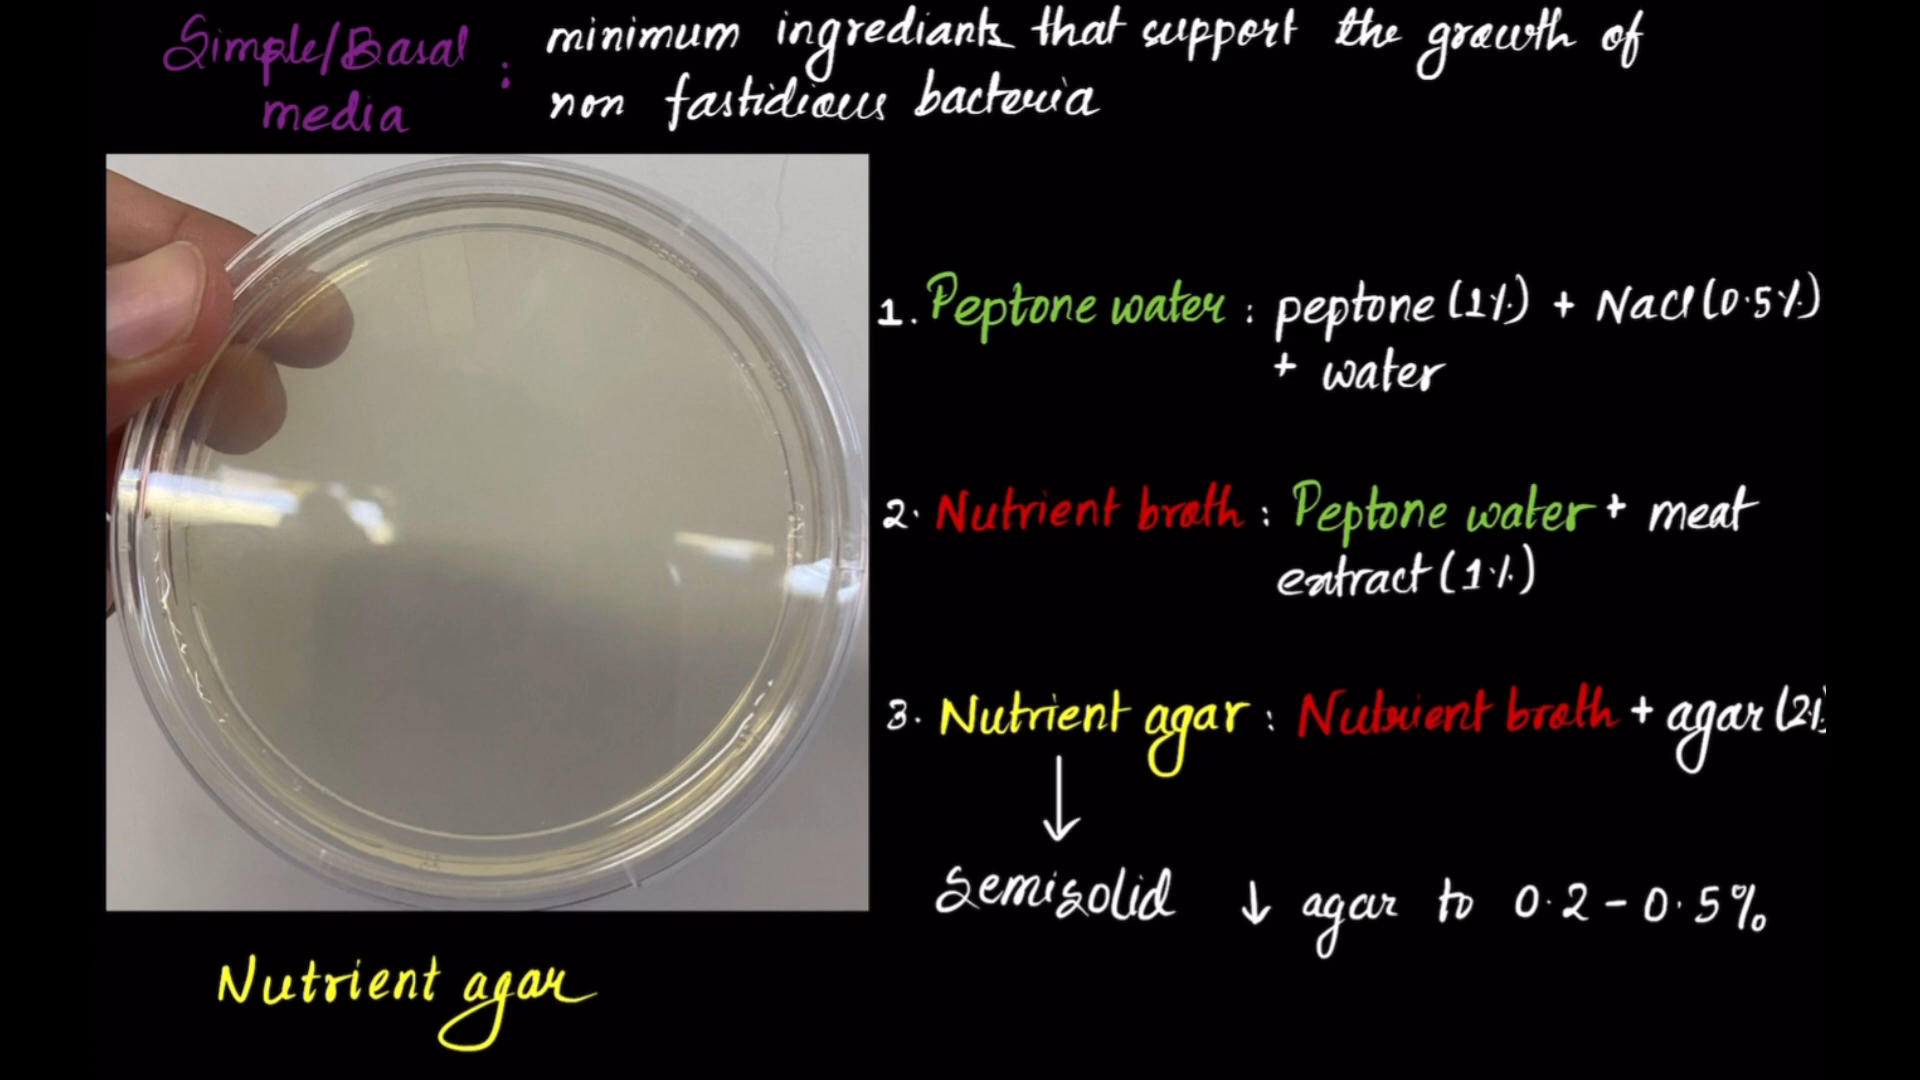 Simple/Basal media : minimum ingrediants that support the growth of
non fastidious bacteria
1. Peptone water : peptone (1%) + NaCl (0.5%)
+ water
2. Nutrient broth : Peptone water + meat
extract (1%)
3. Nutrient agar : Nutrient broth + agar (2%)
Semisolid ↓ agar to 0.2 - 0.5%
Nutrient agar